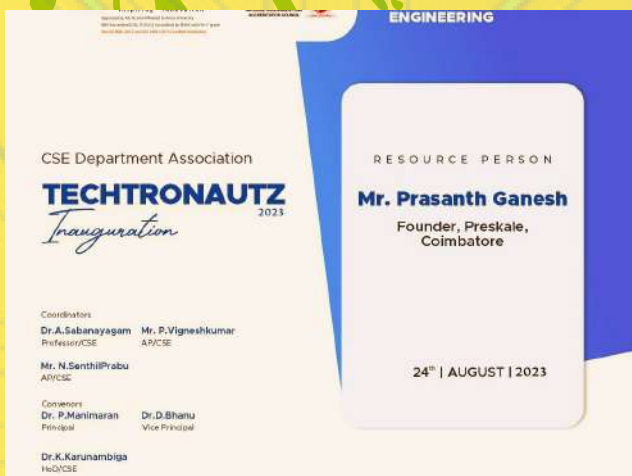 ACCREDITATION COUNCIL
ENGINEERING
CSE Department Association
TECHTRONAUTZ
2023
Inauguration
Coordinators
Dr.A.Sabanayagam Mr. P.Vigneshkumar
Professor/CSE AP/CSE
Mr. N.SenthilPrabu
AP/CSE
Convenors
Dr. P.Manimaran Dr.D.Bhanu
Principal Vice Principal
Dr.K.Karunambiga
HoD/CSE
RESOURCE PERSON
Mr. Prasanth Ganesh
Founder, Preskale,
Coimbatore
24th | AUGUST | 2023